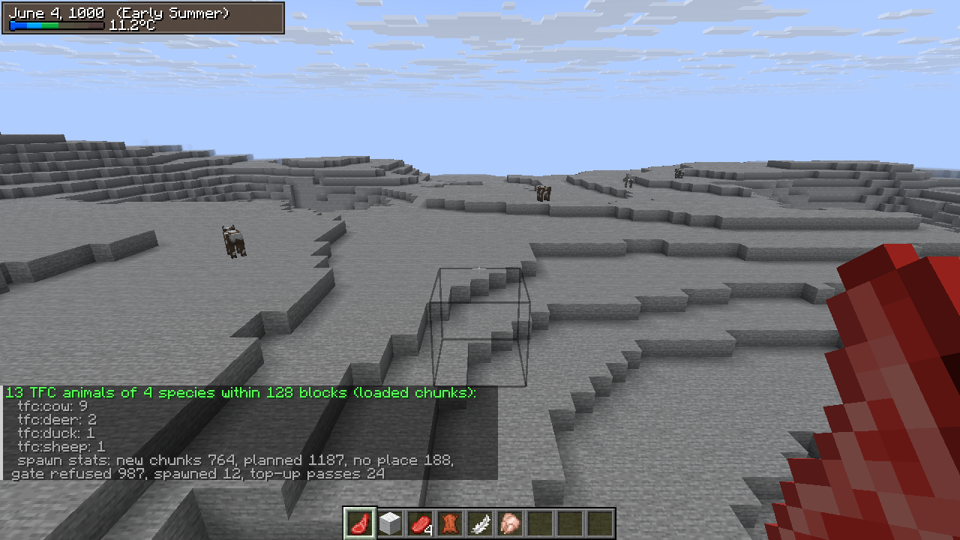 June 4, 1000 (Early Summer)
11.2°C
13 TFC animals of 4 species within 128 blocks (loaded chunks):
tfc:cow: 9
tfc:deer: 2
tfc:duck: 1
tfc:sheep: 1
spawn stats: new chunks 764, planned 1187, no place 188,
gate refused 987, spawned 12, top-up passes 24
4